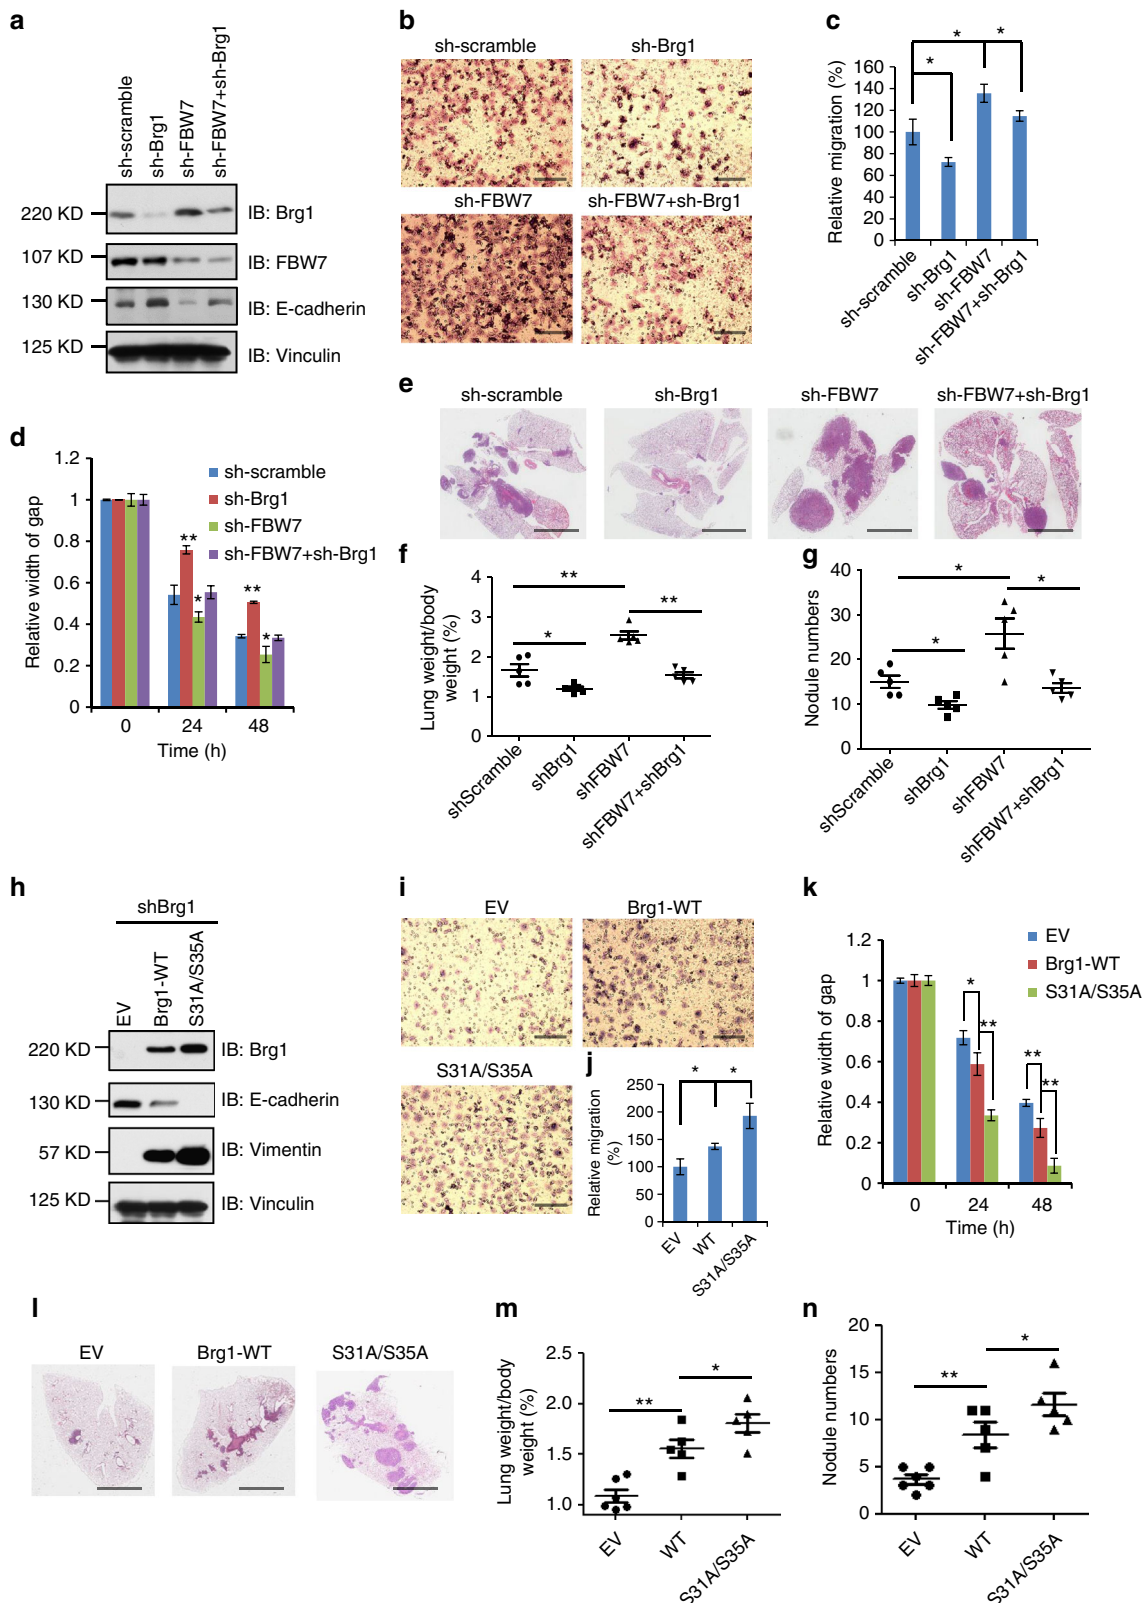 a
sh-scramble
sh-Brg1
sh-FBW7
sh-FBW7+sh-Brg1
220 KD
IB: Brg1
107 KD
IB: FBW7
130 KD
IB: E-cadherin
125 KD
IB: Vinculin
b
sh-scramble
sh-Brg1
sh-FBW7
sh-FBW7+sh-Brg1
c
* *
*
Relative migration (%)
160
140
120
100
80
60
40
20
0
sh-scramble
sh-Brg1
sh-FBW7
sh-FBW7+sh-Brg1
d
Relative width of gap
1.2
1
0.8
0.6
0.4
0.2
0
sh-scramble
sh-Brg1
sh-FBW7
sh-FBW7+sh-Brg1
**
*
**
*
0 24 48
Time (h)
e
sh-scramble
sh-Brg1
sh-FBW7
sh-FBW7+sh-Brg1
f
Lung weight/body
weight (%)
4
3
2
1
0
**
**
*
shScramble
shBrg1
shFBW7
shFBW7+shBrg1
g
Nodule numbers
40
30
20
10
0
*
*
*
shScramble
shBrg1
shFBW7
shFBW7+shBrg1
h
shBrg1
EV
Brg1-WT
S31A/S35A
220 KD
IB: Brg1
130 KD
IB: E-cadherin
57 KD
IB: Vimentin
125 KD
IB: Vinculin
i
EV
Brg1-WT
S31A/S35A
j
Relative migration
(%)
250
200
150
100
50
0
* *
EV
WT
S31A/S35A
k
Relative width of gap
1.2
1
0.8
0.6
0.4
0.2
0
EV
Brg1-WT
S31A/S35A
*
**
**
**
0 24 48
Time (h)
l
EV
Brg1-WT
S31A/S35A
m
Lung weight/body
weight (%)
2.5
2.0
1.5
1.0
**
*
EV
WT
S31A/S35A
n
Nodule numbers
20
15
10
5
0
**
*
EV
WT
S31A/S35A